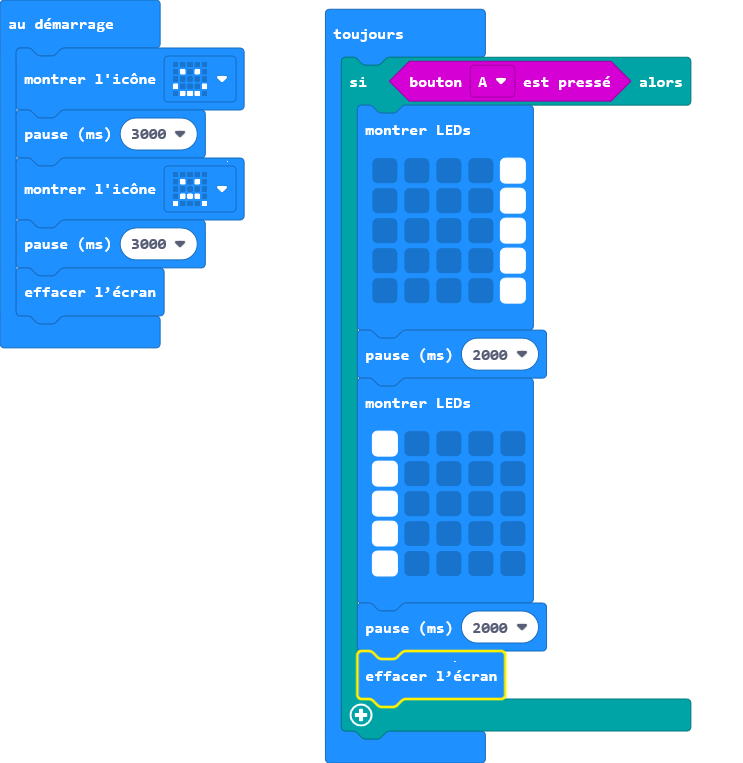 au démarrage
montrer l'icône
pause (ms) 3000
montrer l'icône
pause (ms) 3000
effacer l’écran
toujours
si bouton A est pressé alors
montrer LEDs
pause (ms) 2000
montrer LEDs
pause (ms) 2000
effacer l’écran